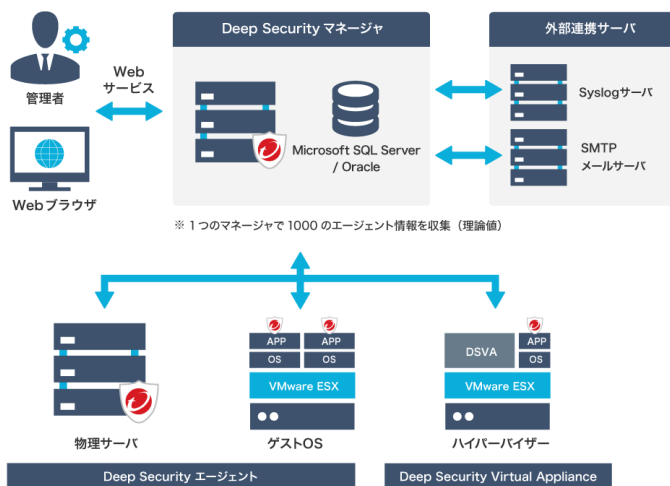 管理者
Webブラウザ
Web
サービス
Deep Security マネージャ
Microsoft SQL Server
/ Oracle
外部連携サーバ
Syslogサーバ
SMTP
メールサーバ
※ 1つのマネージャで1000のエージェント情報を収集（理論値）
物理サーバ
APP
APP
OS
OS
VMware ESX
ゲストOS
DSVA
APP
OS
VMware ESX
ハイパーバイザー
Deep Security エージェント
Deep Security Virtual Appliance